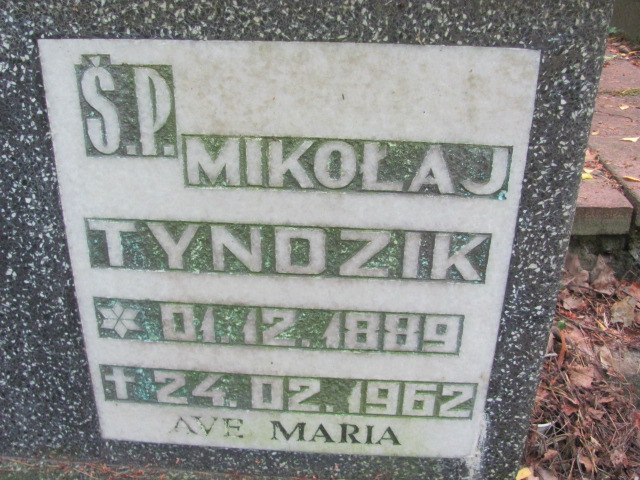 Ś.P.
MIKOŁAJ
TYNDZIK
* 01.12.1889
✝ 24.02.1962
AVE MARIA